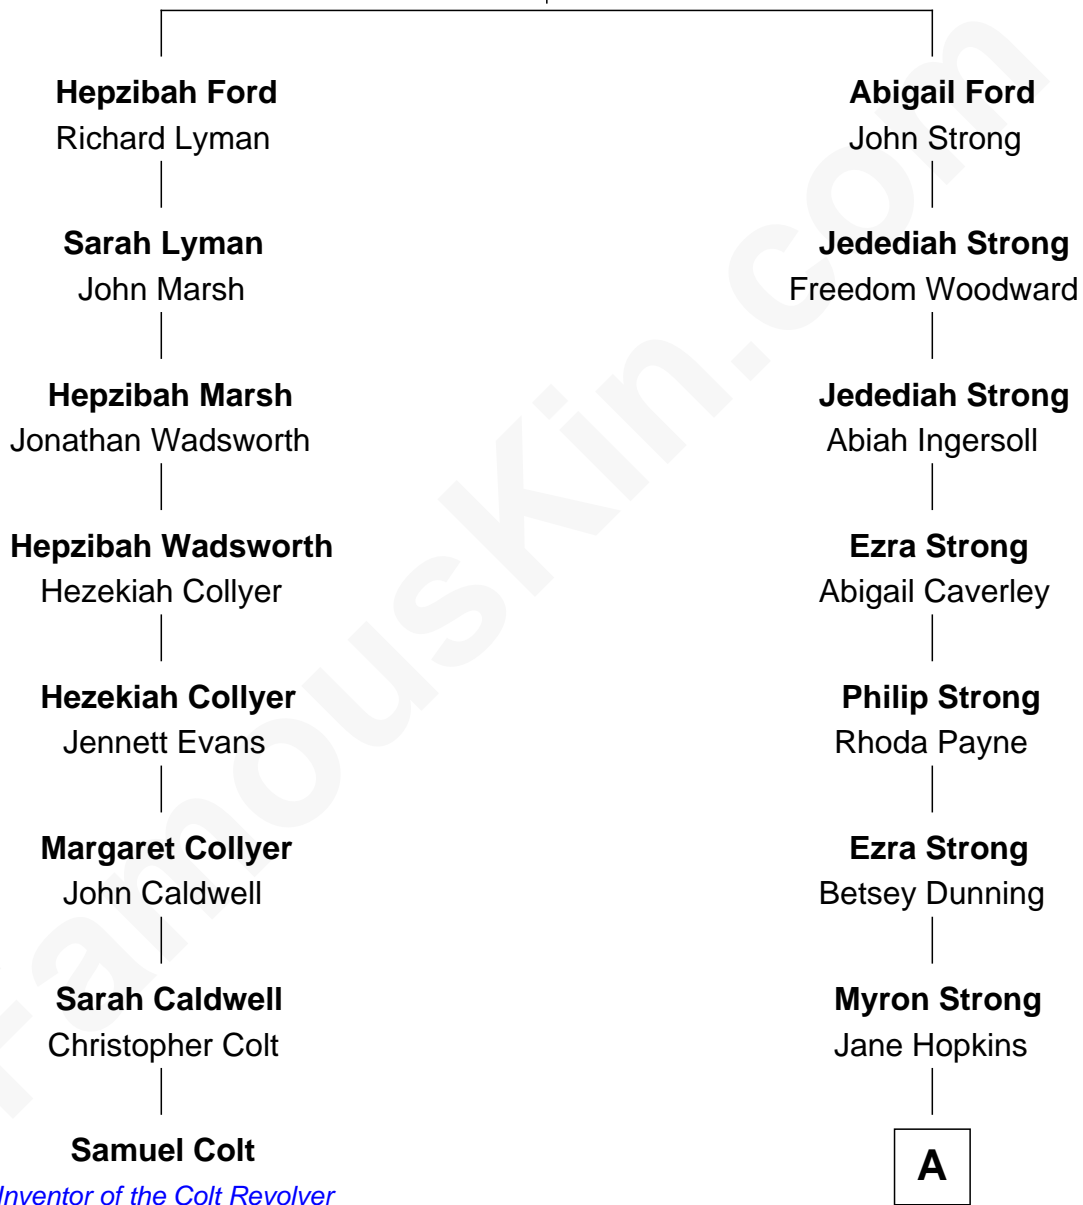 Hepzibah Ford
Richard Lyman
Sarah Lyman
John Marsh
Hepzibah Marsh
Jonathan Wadsworth
Hepzibah Wadsworth
Hezekiah Collyer
Hezekiah Collyer
Jennett Evans
Margaret Collyer
John Caldwell
Sarah Caldwell
Christopher Colt
Samuel Colt
Inventor of the Colt Revolver
Abigail Ford
John Strong
Jedediah Strong
Freedom Woodward
Jedediah Strong
Abiah Ingersoll
Ezra Strong
Abigail Caverley
Philip Strong
Rhoda Payne
Ezra Strong
Betsey Dunning
Myron Strong
Jane Hopkins
A
FamousKin.com